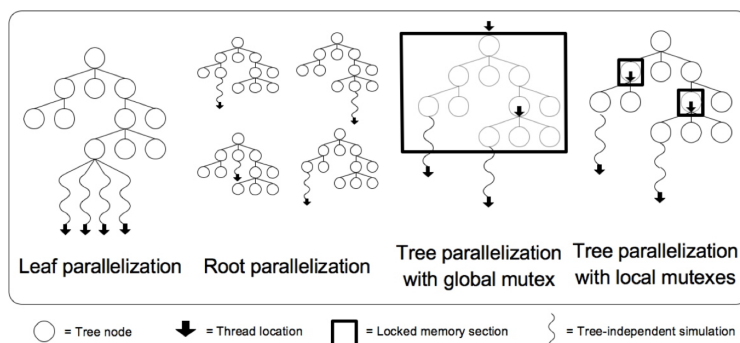 Leaf parallelization
Root parallelization
Tree parallelization
with global mutex
Tree parallelization
with local mutexes
= Tree node
= Thread location
= Locked memory section
= Tree-independent simulation